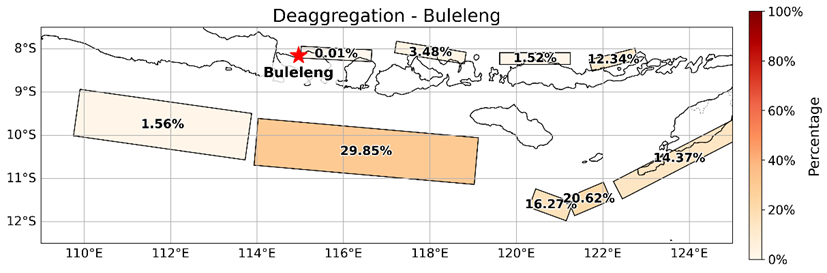 Deaggregation - Buleleng
100%
8°S
0.01%
3.48%
1.52%
12.34%
Buleleng
80%
9°S
1.56%
60%
10°S
29.85%
14.37%
40%
11°S
16.27%
20.62%
20%
12°S
0%
110°E
112°E
114°E
116°E
118°E
120°E
122°E
124°E
Percentage